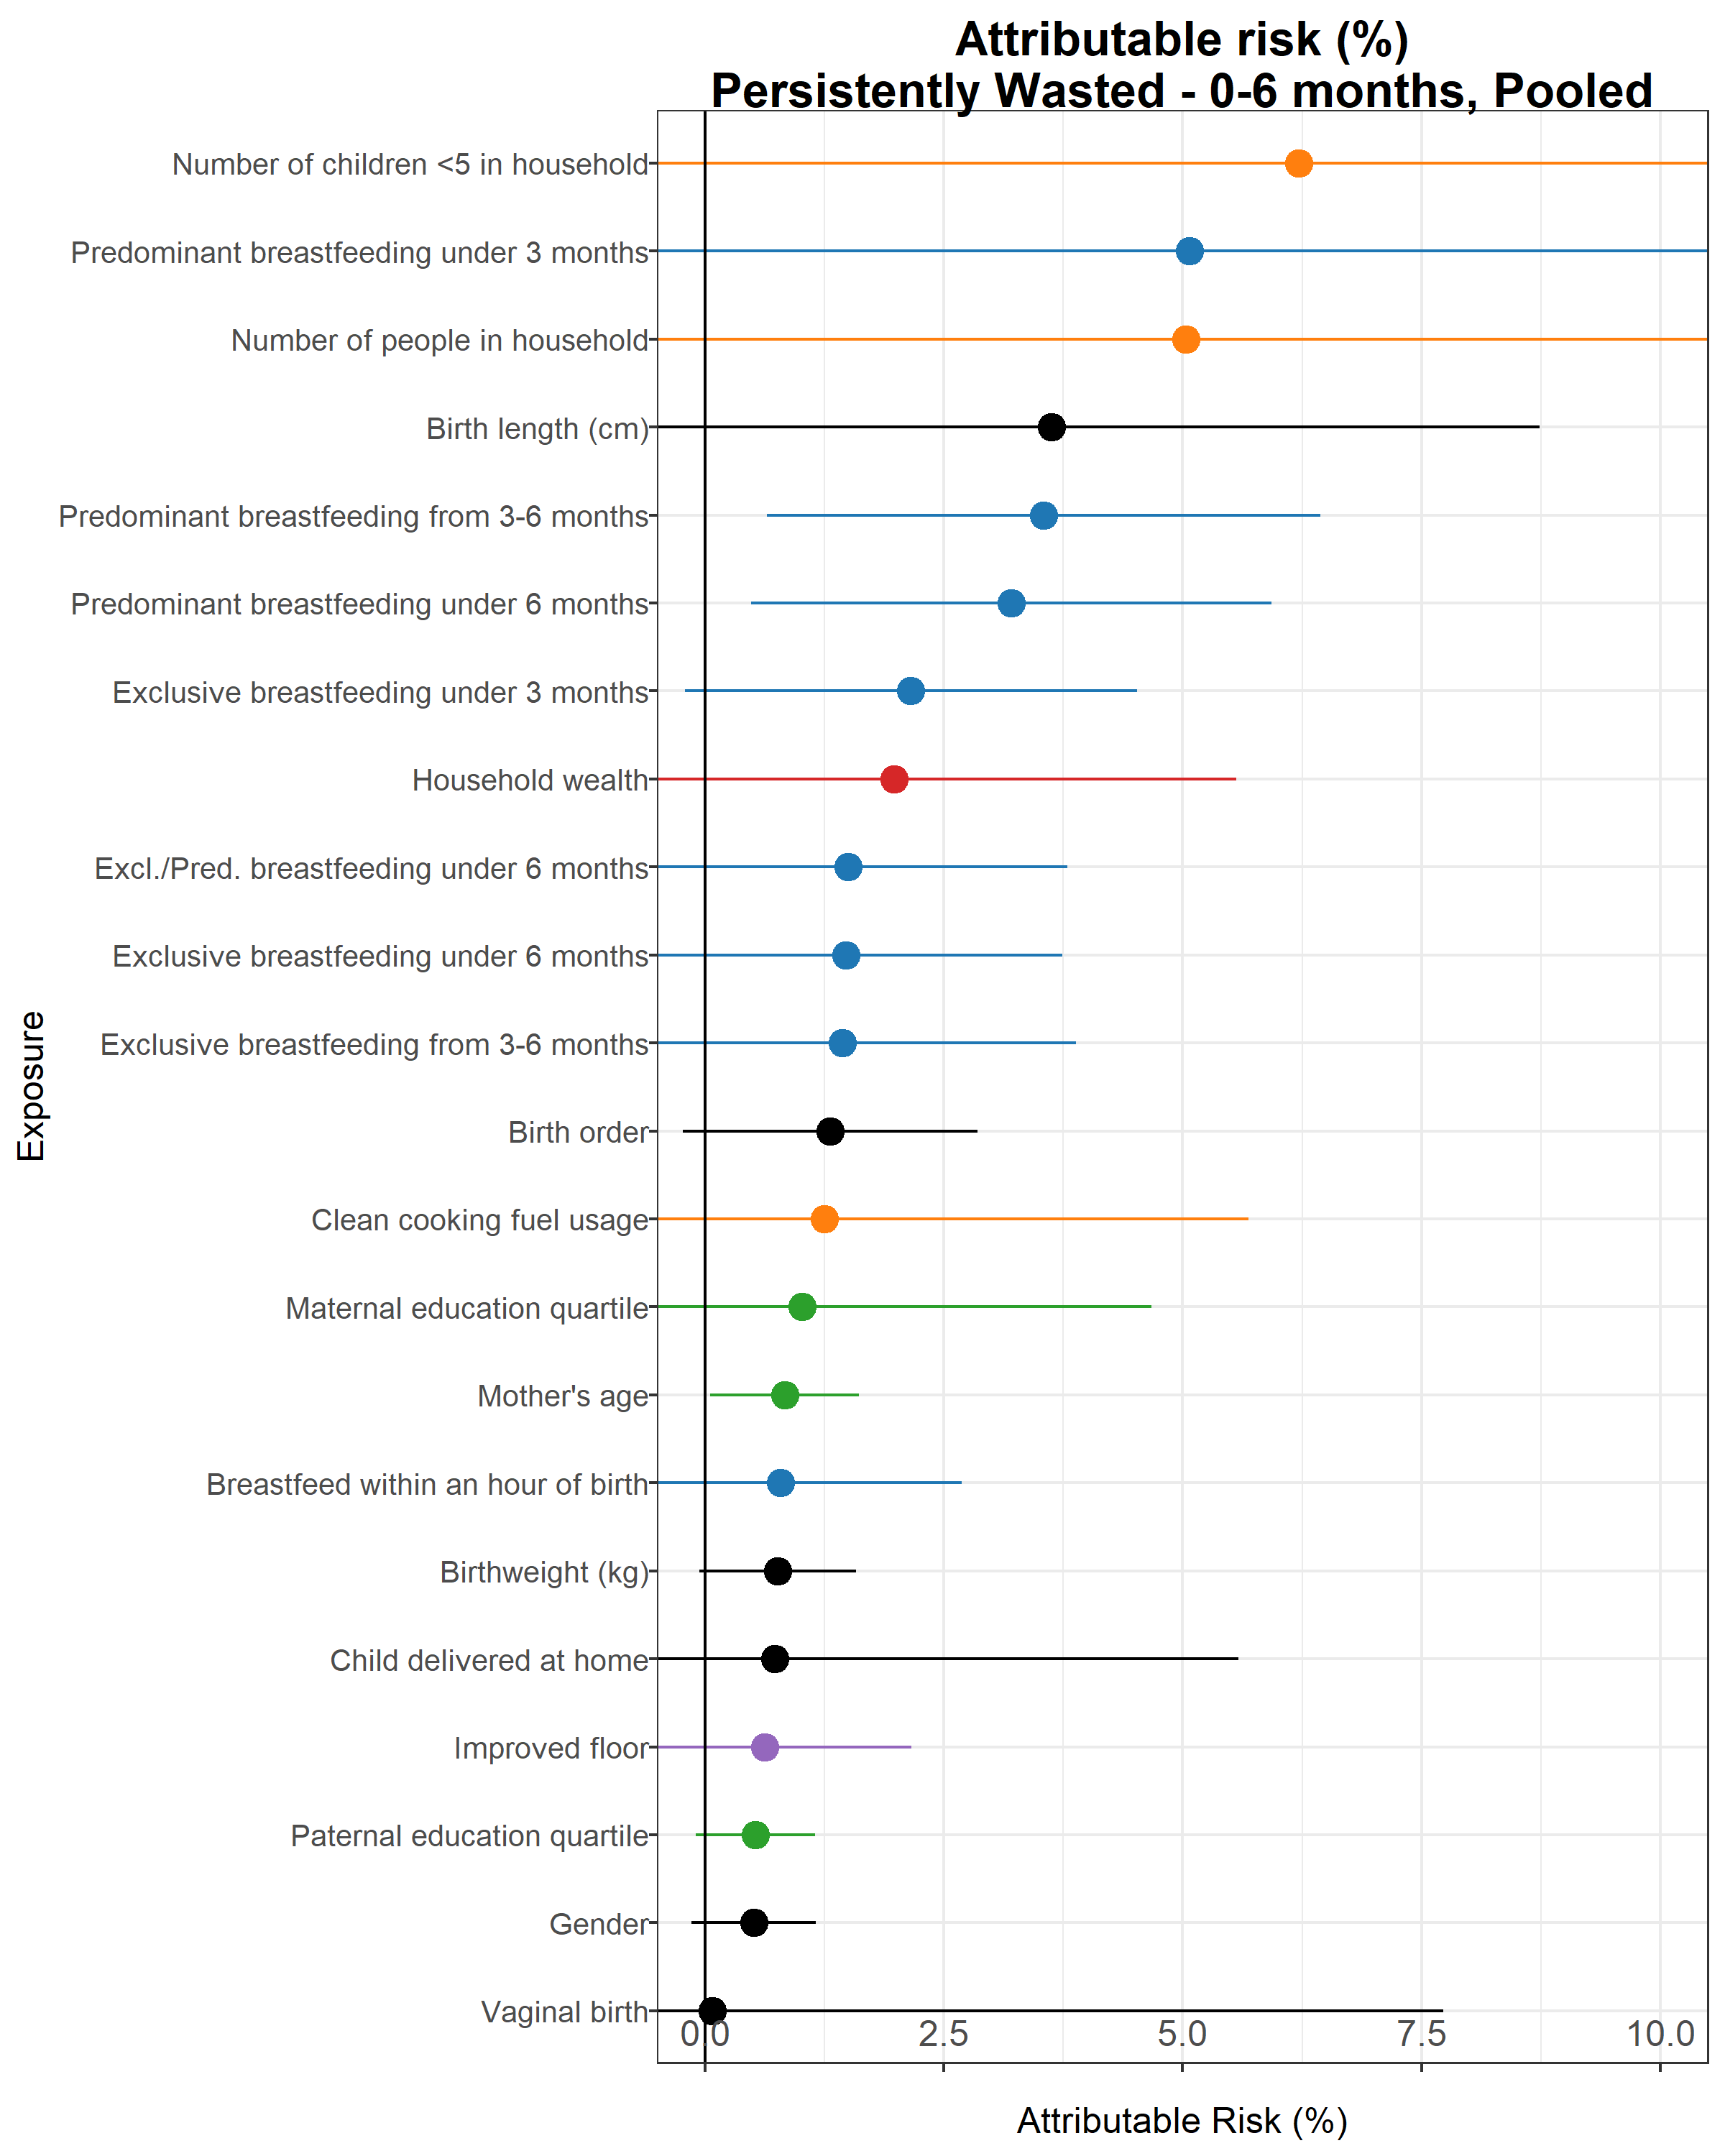 Attributable risk (%)
Persistently Wasted - 0-6 months, Pooled
Number of children <5 in household
Predominant breastfeeding under 3 months
Number of people in household
Birth length (cm)
Predominant breastfeeding from 3-6 months
Predominant breastfeeding under 6 months
Exclusive breastfeeding under 3 months
Household wealth
Excl./Pred. breastfeeding under 6 months
Exclusive breastfeeding under 6 months
Exclusive breastfeeding from 3-6 months
Birth order
Clean cooking fuel usage
Maternal education quartile
Mother's age
Breastfeed within an hour of birth
Birthweight (kg)
Child delivered at home
Improved floor
Paternal education quartile
Gender
Vaginal birth
Exposure
0.0 2.5 5.0 7.5 10.0
Attributable Risk (%)